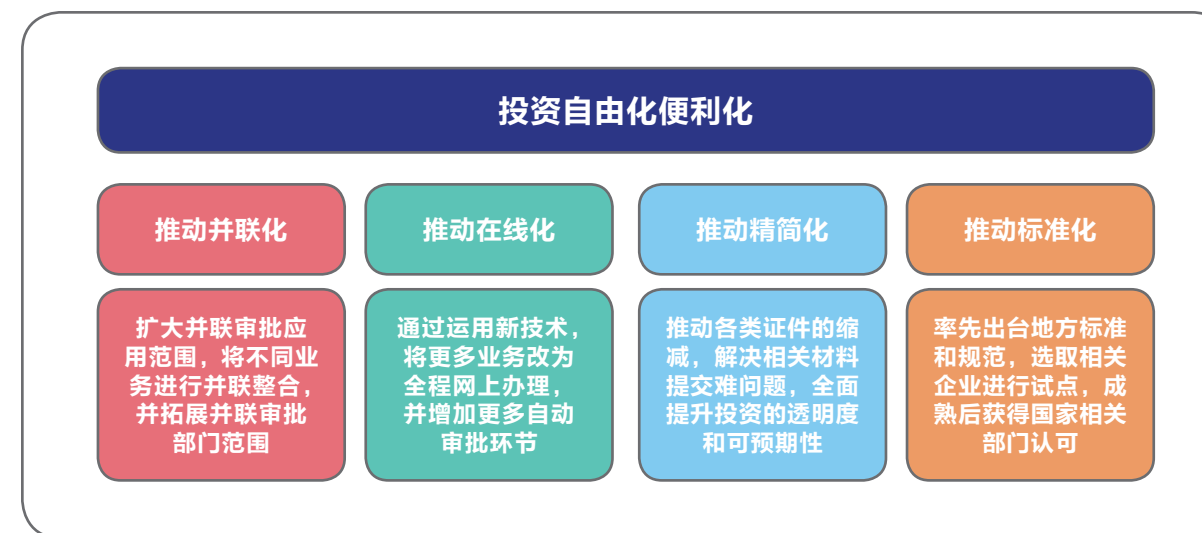 投资自由化便利化
推动并联化
推动在线化
推动精简化
推动标准化
扩大并联审批应
用范围，将不同业
务进行并联整合，
并拓展并联审批
部门范围
通过运用新技术，
将更多业务改为
全程网上办理，
并增加更多自动
审批环节
推动各类证件的缩
减，解决相关材料
提交难问题，全面
提升投资的透明度
和可预期性
率先出台地方标准
和规范，选取相关
企业进行试点，成
熟后获得国家相关
部门认可